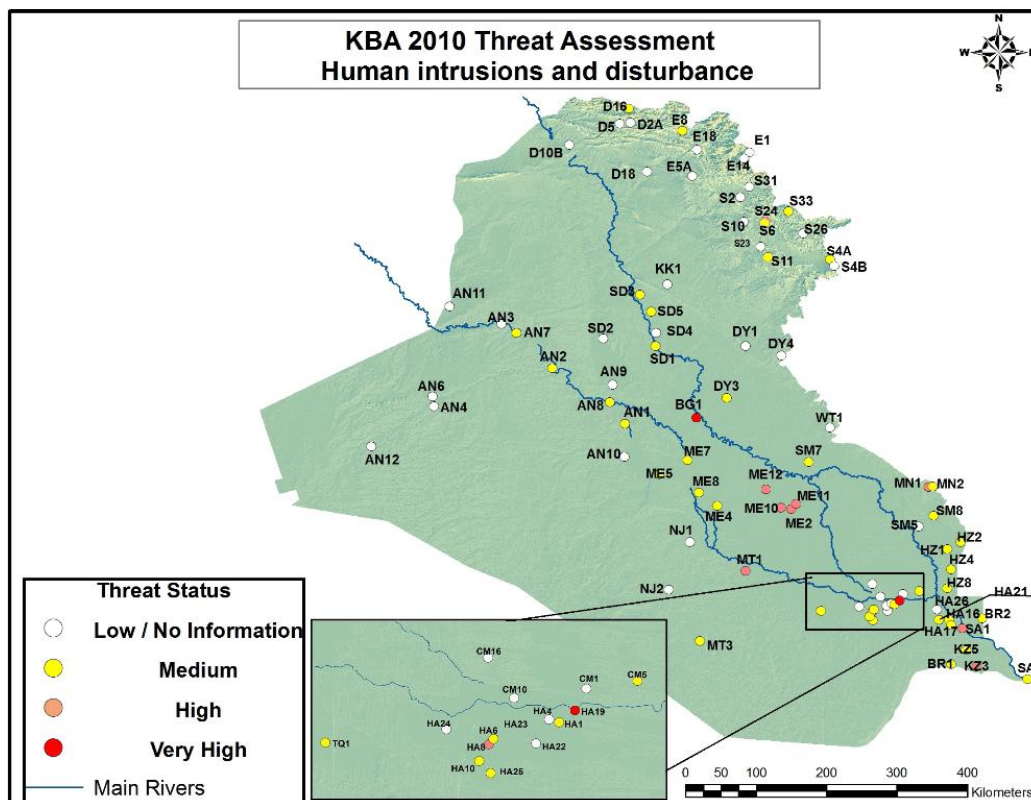 KBA 2010 Threat Assessment
Human intrusions and disturbance
N
W E
S
D16
D5 D2A
E8
E18
E1
D10B
E14
D18
E5A
S31
S2
S24
S33
S10
S6
S26
S23
S11
S4A
S4B
KK1
SD3
AN11
SD5
AN3
AN7
SD2
SD4
DY1
SD1
DY4
AN2
AN9
AN6
DY3
AN4
AN8
AN1
BG1
WT1
AN12
AN10
ME7
SM7
ME5
ME8
ME12
MN1 MN2
ME11
ME4
ME10
ME2
SM8
SM5
NJ1
HZ2
HZ1
MT1
HZ4
NJ2
HZ8
HA21
HA26
HA16 BR2
HA17 SA1
MT3
KZ5
BR1 KZ3
SA
Threat Status
Low / No Information
Medium
High
Very High
Main Rivers
CM16
CM1
CM5
CM10
HA4
HA19
HA24
HA23
HA1
HA6
TQ1
HA8
HA22
HA10
HA25
0 50 100 200 300 400
Kilometers